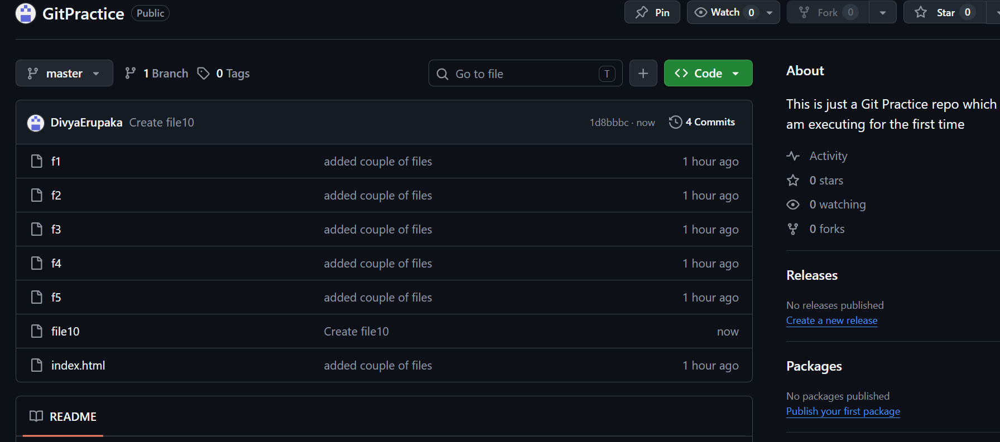 GitPractice Public Pin Watch 0 Fork 0 Star 0
master 1 Branch 0 Tags Go to file T Code
DivyaErupaka Create file10 1d8bbbc · now 4 Commits
f1 added couple of files 1 hour ago
f2 added couple of files 1 hour ago
f3 added couple of files 1 hour ago
f4 added couple of files 1 hour ago
f5 added couple of files 1 hour ago
file10 Create file10 now
index.html added couple of files 1 hour ago
README
About
This is just a Git Practice repo which
am executing for the first time
Activity
0 stars
0 watching
0 forks
Releases
No releases published
Create a new release
Packages
No packages published
Publish your first package